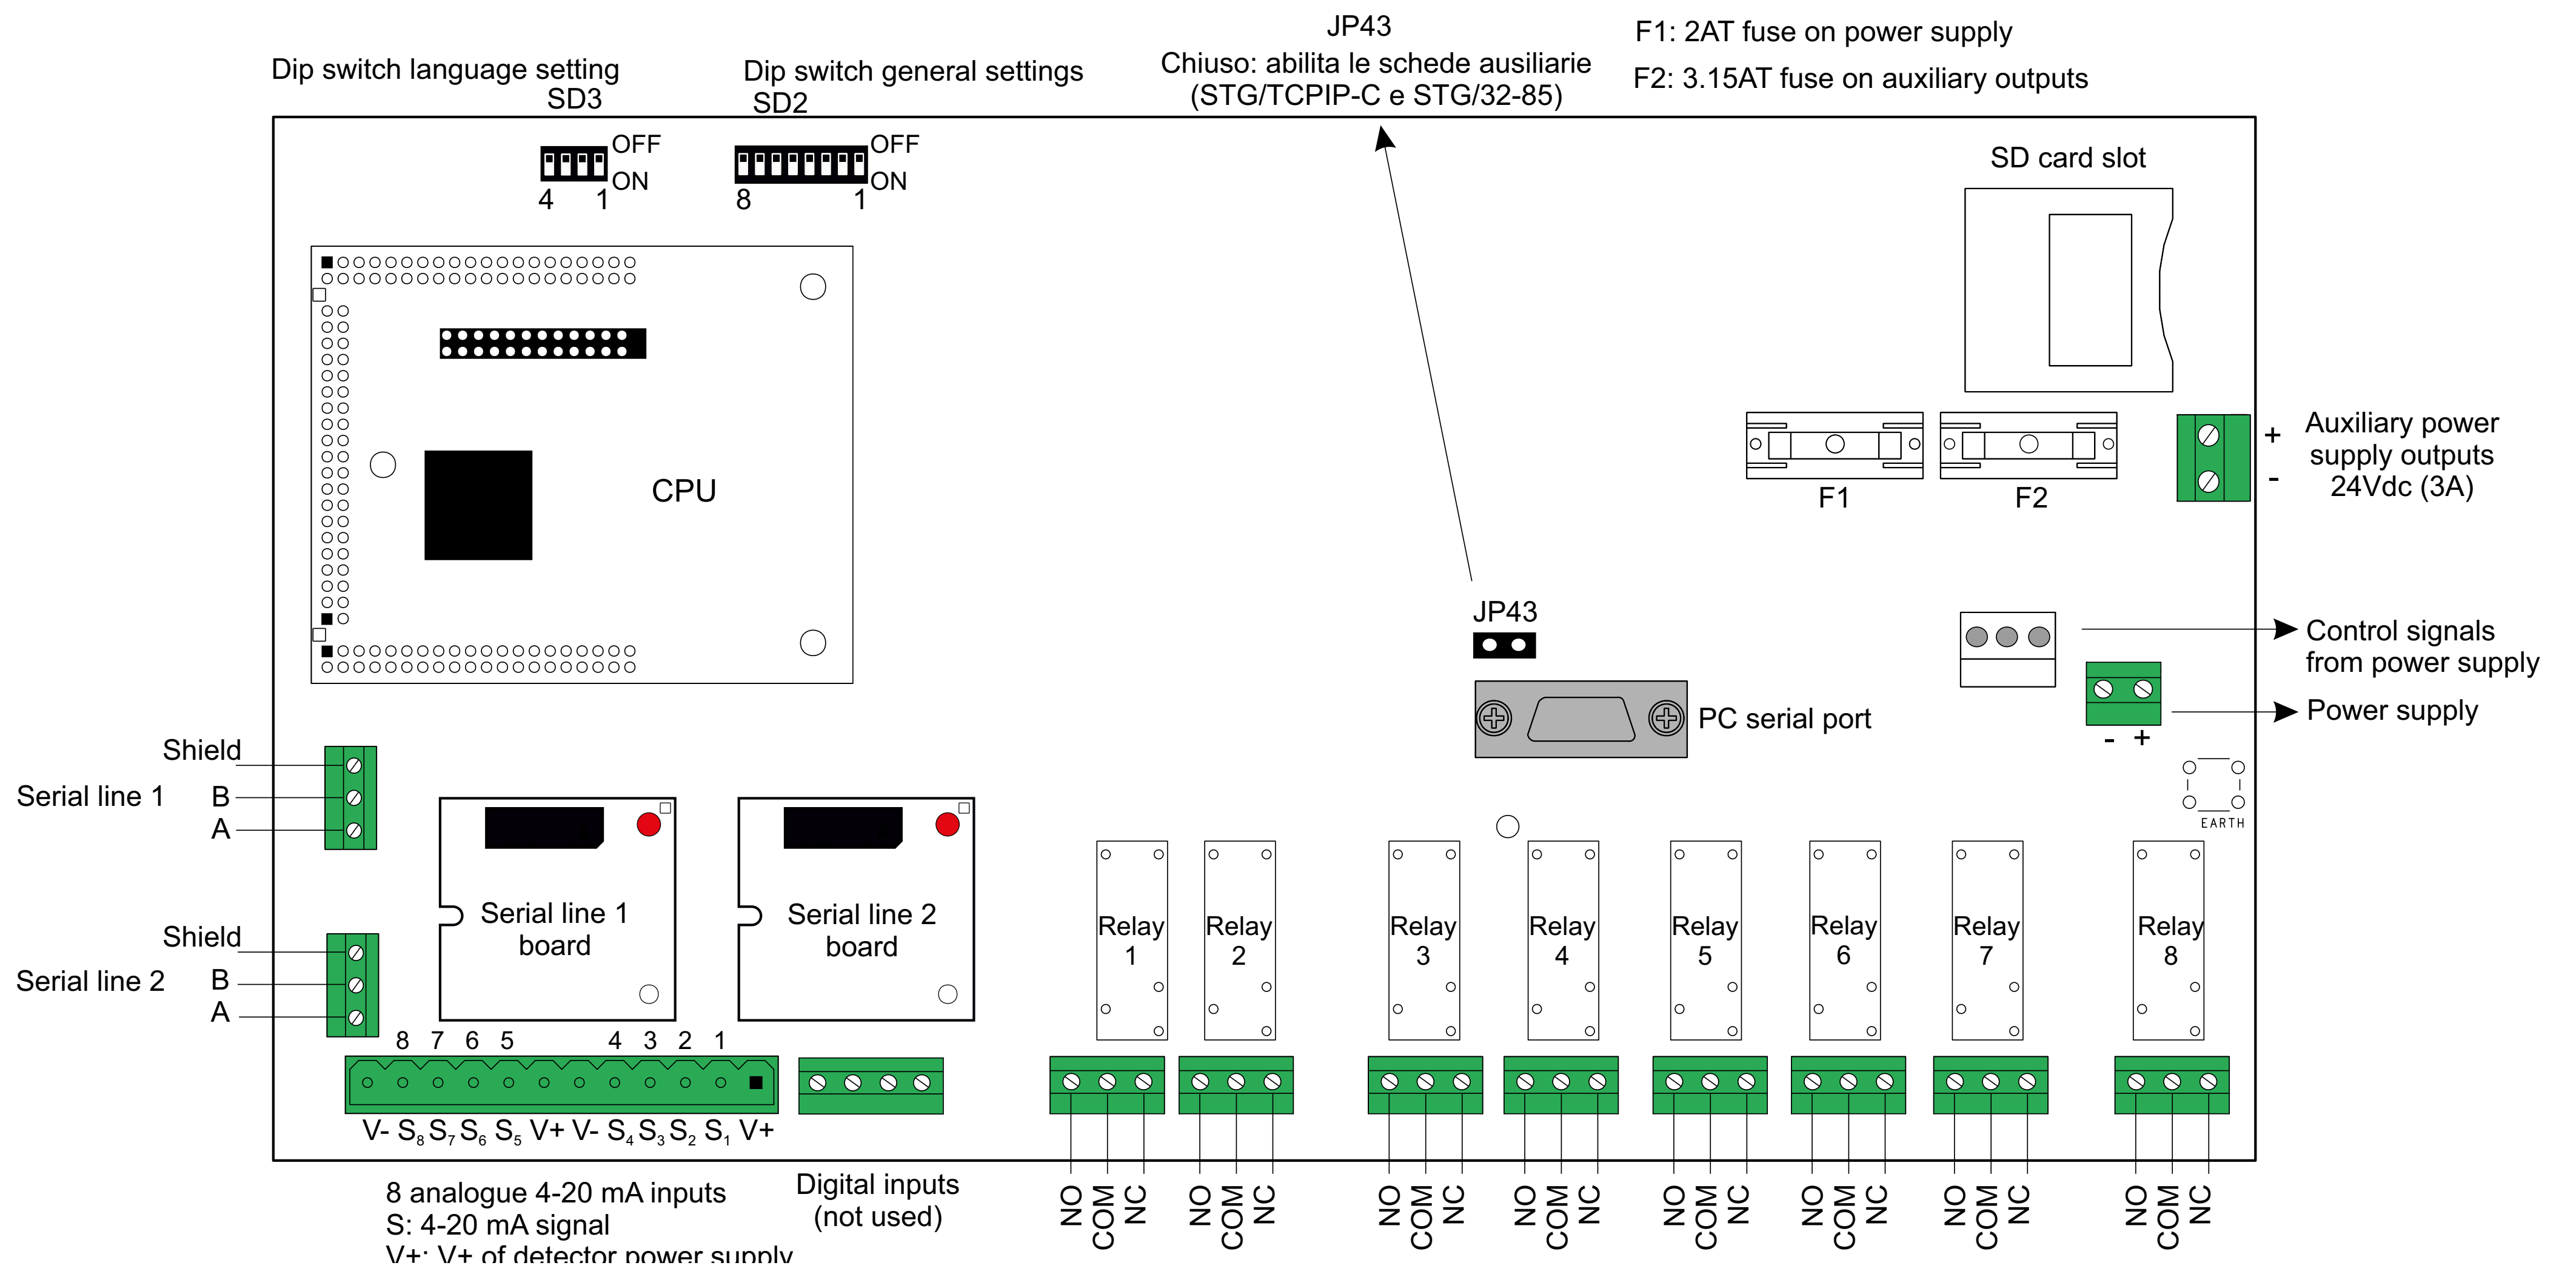 JP43
Chiuso: abilita le schede ausiliarie
(STG/TCPIP-C e STG/32-85)
F1: 2AT fuse on power supply
F2: 3.15AT fuse on auxiliary outputs
Dip switch language setting
SD3
Dip switch general settings
SD2
OFF
ON
4 1
OFF
ON
8 1
SD card slot
CPU
F1
F2
+
-
Auxiliary power
supply outputs
24Vdc (3A)
JP43
Control signals
from power supply
PC serial port
Power supply
- +
EARTH
Shield
Serial line 1
B
A
Shield
Serial line 2
B
A
Serial line 1
board
Serial line 2
board
Relay
1
Relay
2
Relay
3
Relay
4
Relay
5
Relay
6
Relay
7
Relay
8
8 7 6 5 4 3 2 1
V- S8 S7 S6 S5 V+ V- S4 S3 S2 S1 V+
8 analogue 4-20 mA inputs
S: 4-20 mA signal
V+: V+ of detector power supply
Digital inputs
(not used)
NO COM NC
NO COM NC
NO COM NC
NO COM NC
NO COM NC
NO COM NC
NO COM NC
NO COM NC